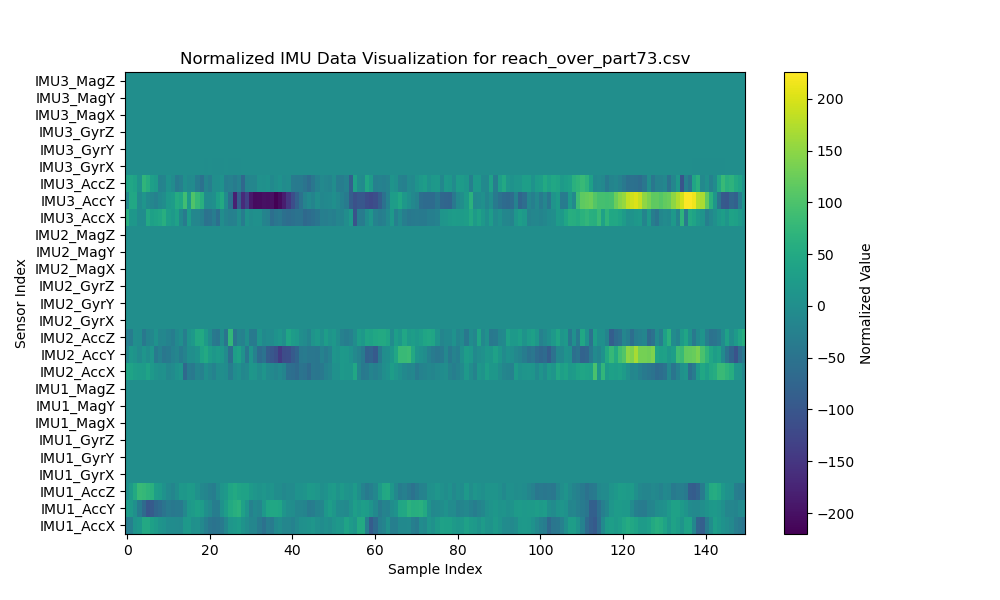 Normalized IMU Data Visualization for reach_over_part73.csv
IMU3_MagZ
IMU3_MagY
IMU3_MagX
IMU3_GyrZ
IMU3_GyrY
IMU3_GyrX
IMU3_AccZ
IMU3_AccY
IMU3_AccX
IMU2_MagZ
IMU2_MagY
IMU2_MagX
IMU2_GyrZ
IMU2_GyrY
IMU2_GyrX
IMU2_AccZ
IMU2_AccY
IMU2_AccX
IMU1_MagZ
IMU1_MagY
IMU1_MagX
IMU1_GyrZ
IMU1_GyrY
IMU1_GyrX
IMU1_AccZ
IMU1_AccY
IMU1_AccX
Sensor Index
0 20 40 60 80 100 120 140
Sample Index
200
150
100
50
0
−50
−100
−150
−200
Normalized Value